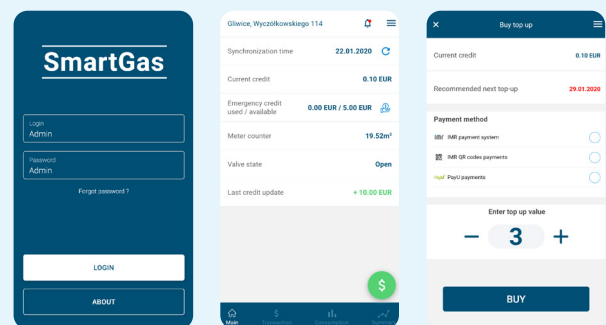 SmartGas
Login
Admin
Password
Admin
Forgot password ?
LOGIN
ABOUT
Gliwice, Wyczółkowskiego 114
Synchronization time 22.01.2020
Current credit 0.10 EUR
Emergency credit
used / available 0.00 EUR / 5.00 EUR
Meter counter 19.52m³
Valve state Open
Last credit update + 10.00 EUR
$
Main Transaction Consumption Summary
Buy top up
Current credit 0.10 EUR
Recommended next top-up 29.01.2020
Payment method
IMR payment system
IMR QR codes payments
PayU payments
Enter top up value
− 3 +
BUY